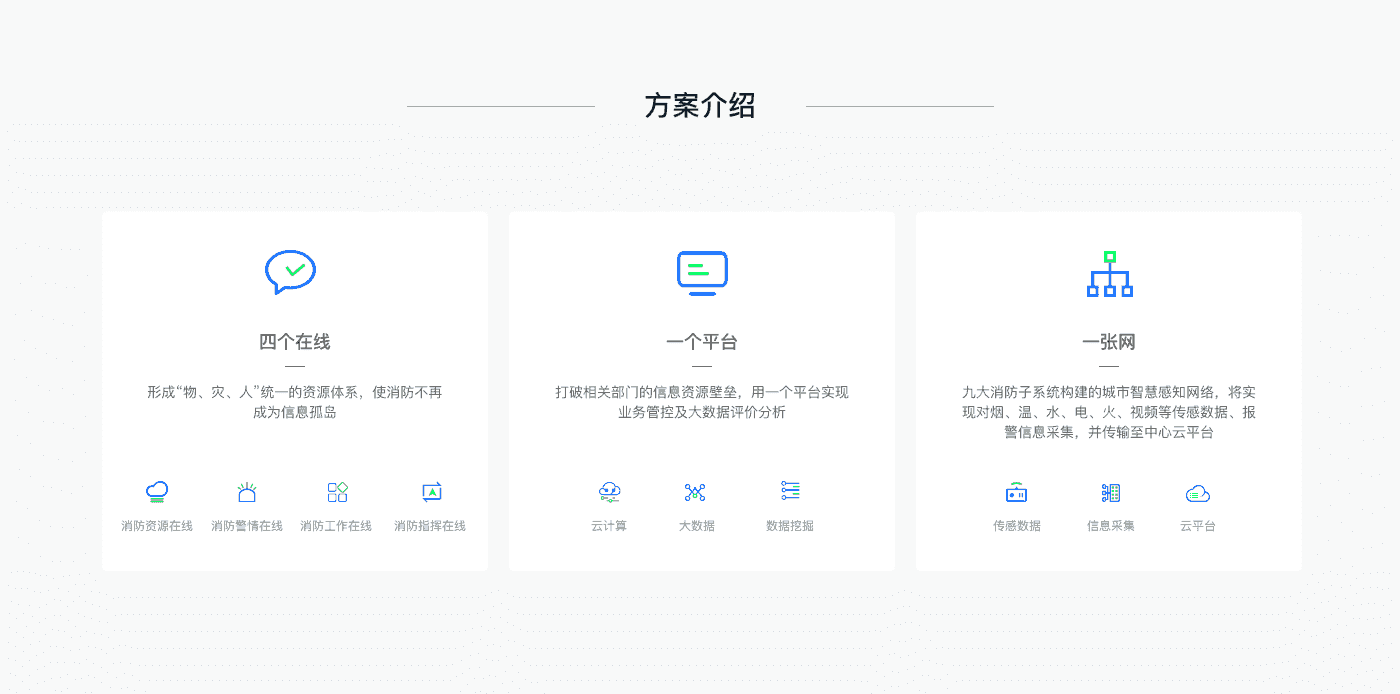 方案介绍
四个在线
形成“物、灾、人”统一的资源体系，使消防不再
成为信息孤岛
消防资源在线
消防警情在线
消防工作在线
消防指挥在线
一个平台
打破相关部门的信息资源壁垒，用一个平台实现
业务管控及大数据评价分析
云计算
大数据
数据挖掘
一张网
九大消防子系统构建的城市智慧感知网络，将实
现对烟、温、水、电、火、视频等传感数据、报
警信息采集，并传输至中心云平台
传感数据
信息采集
云平台